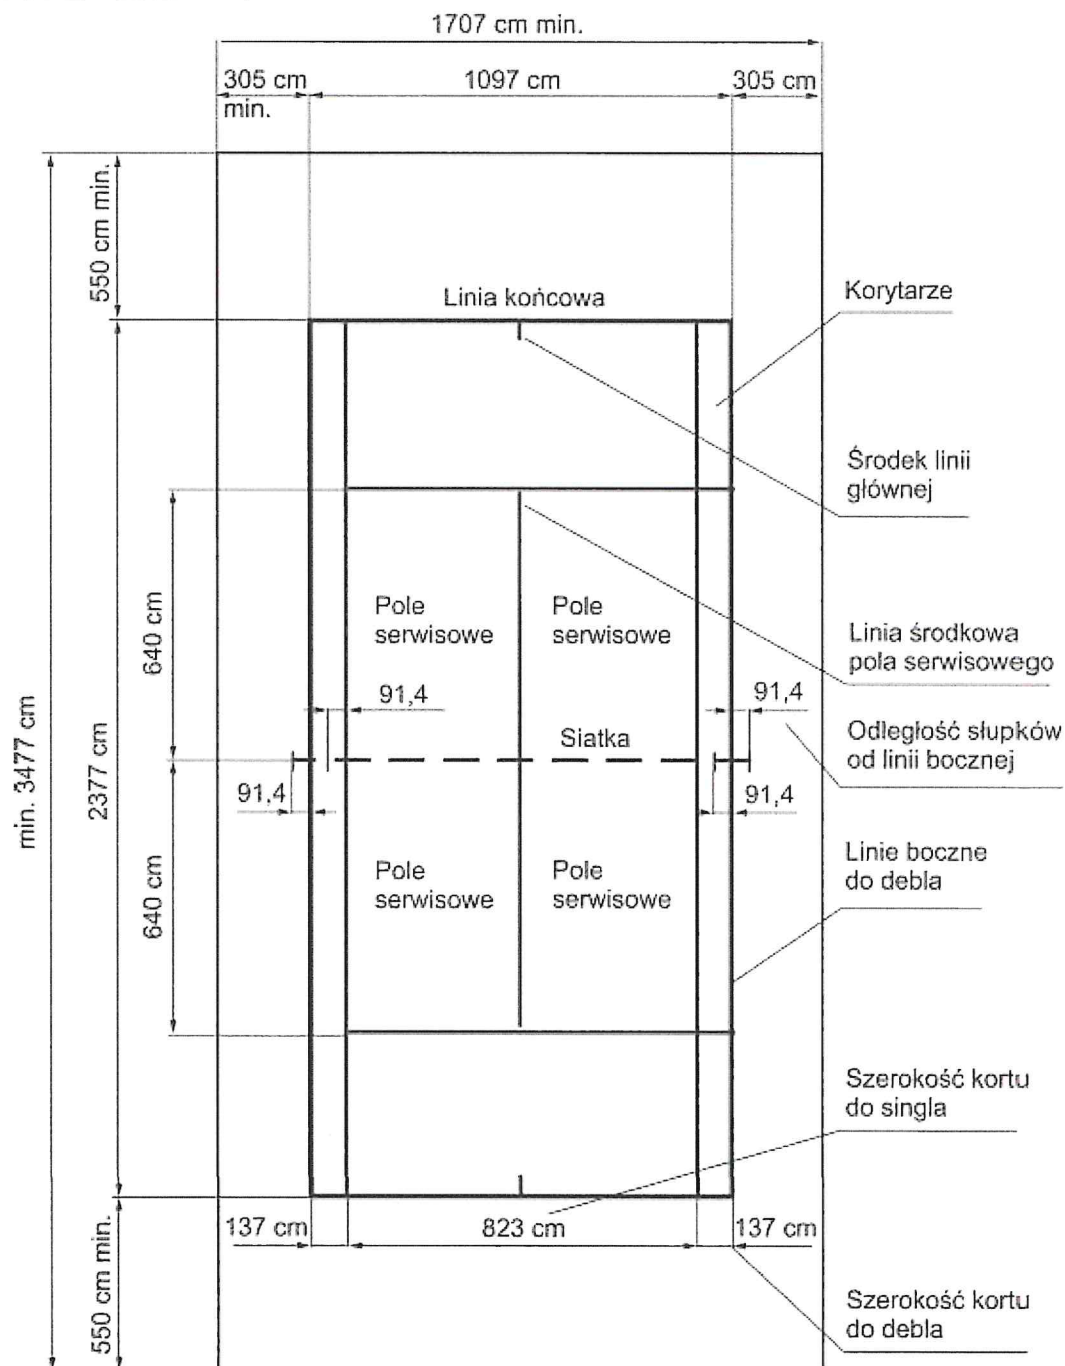 1707 cm min.
305 cm
min.
1097 cm
305 cm
550 cm min.
Linia końcowa
Korytarze
Środek linii
głównej
640 cm
Pole
serwisowe
Pole
serwisowe
Linia środkowa
pola serwisowego
91,4
91,4
Siatka
Odległość słupków
od linii bocznej
min. 3477 cm
2377 cm
91,4
91,4
640 cm
Pole
serwisowe
Pole
serwisowe
Linie boczne
do debla
Szerokość kortu
do singla
137 cm
823 cm
137 cm
550 cm min.
Szerokość kortu
do debla